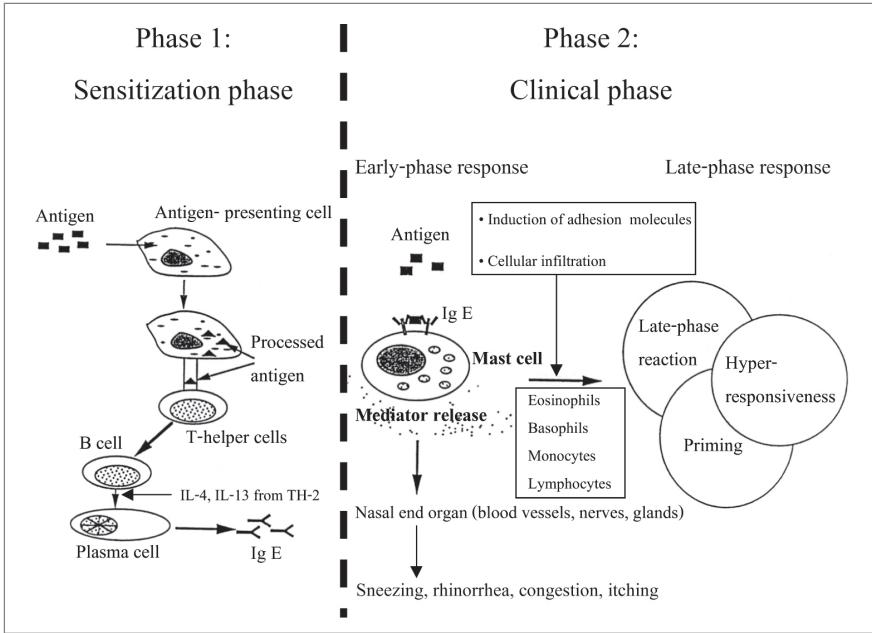 Phase 1:
Sensitization phase
Antigen
Antigen- presenting cell
Processed
antigen
T-helper cells
B cell
IL-4, IL-13 from TH-2
Plasma cell
Ig E
Phase 2:
Clinical phase
Early-phase response
Late-phase response
Antigen
• Induction of adhesion molecules
• Cellular infiltration
Ig E
Mast cell
Mediator release
Eosinophils
Basophils
Monocytes
Lymphocytes
Late-phase
reaction
Hyper-
responsiveness
Priming
Nasal end organ (blood vessels, nerves, glands)
Sneezing, rhinorrhea, congestion, itching